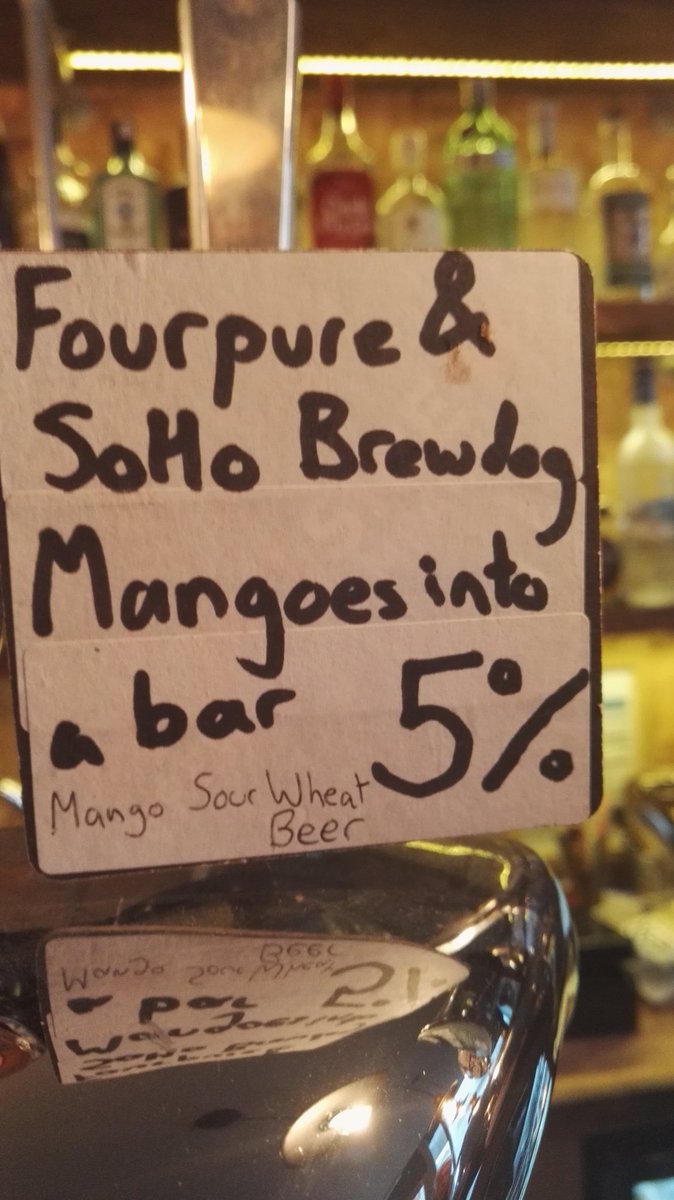 Fourpure &
SoHo Brewdog
Mangoes into
a bar 5%
Mango Sour Wheat
Beer